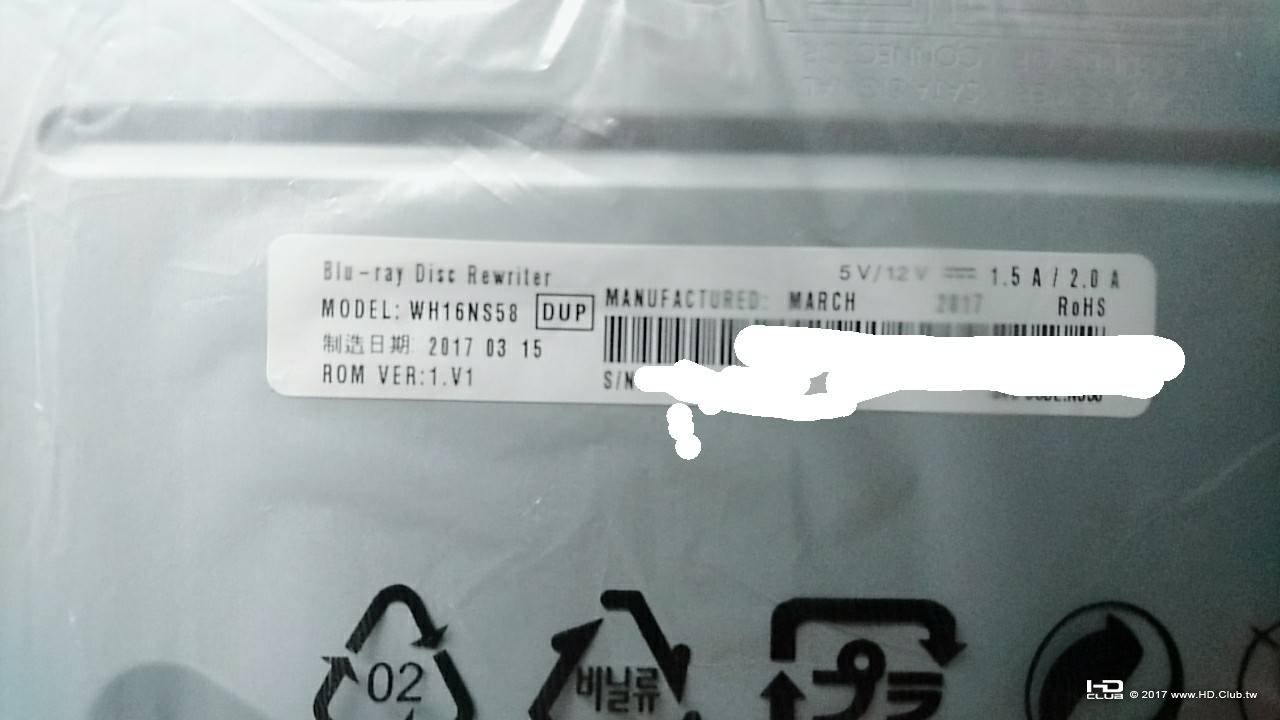 Blu-ray Disc Rewriter
5V/12V 1.5 A / 2.0 A
MODEL: WH16NS58 DUP
MANUFACTURED: MARCH 2017 RoHS
制造日期 2017 03 15
ROM VER:1.V1
S/N
02
비닐류
プラ
HD CLUB © 2017 www.HD.Club.tw